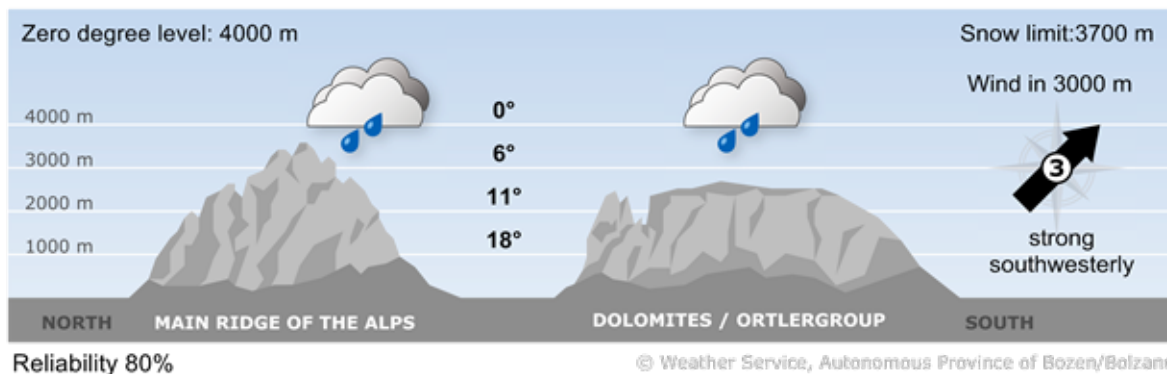 Zero degree level: 4000 m
Snow limit:3700 m
Wind in 3000 m
4000 m
0°
3000 m
6°
3
2000 m
11°
1000 m
18°
strong
southwesterly
NORTH
MAIN RIDGE OF THE ALPS
DOLOMITES / ORTLERGROUP
SOUTH
Reliability 80%
© Weather Service, Autonomous Province of Bozen/Bolzano